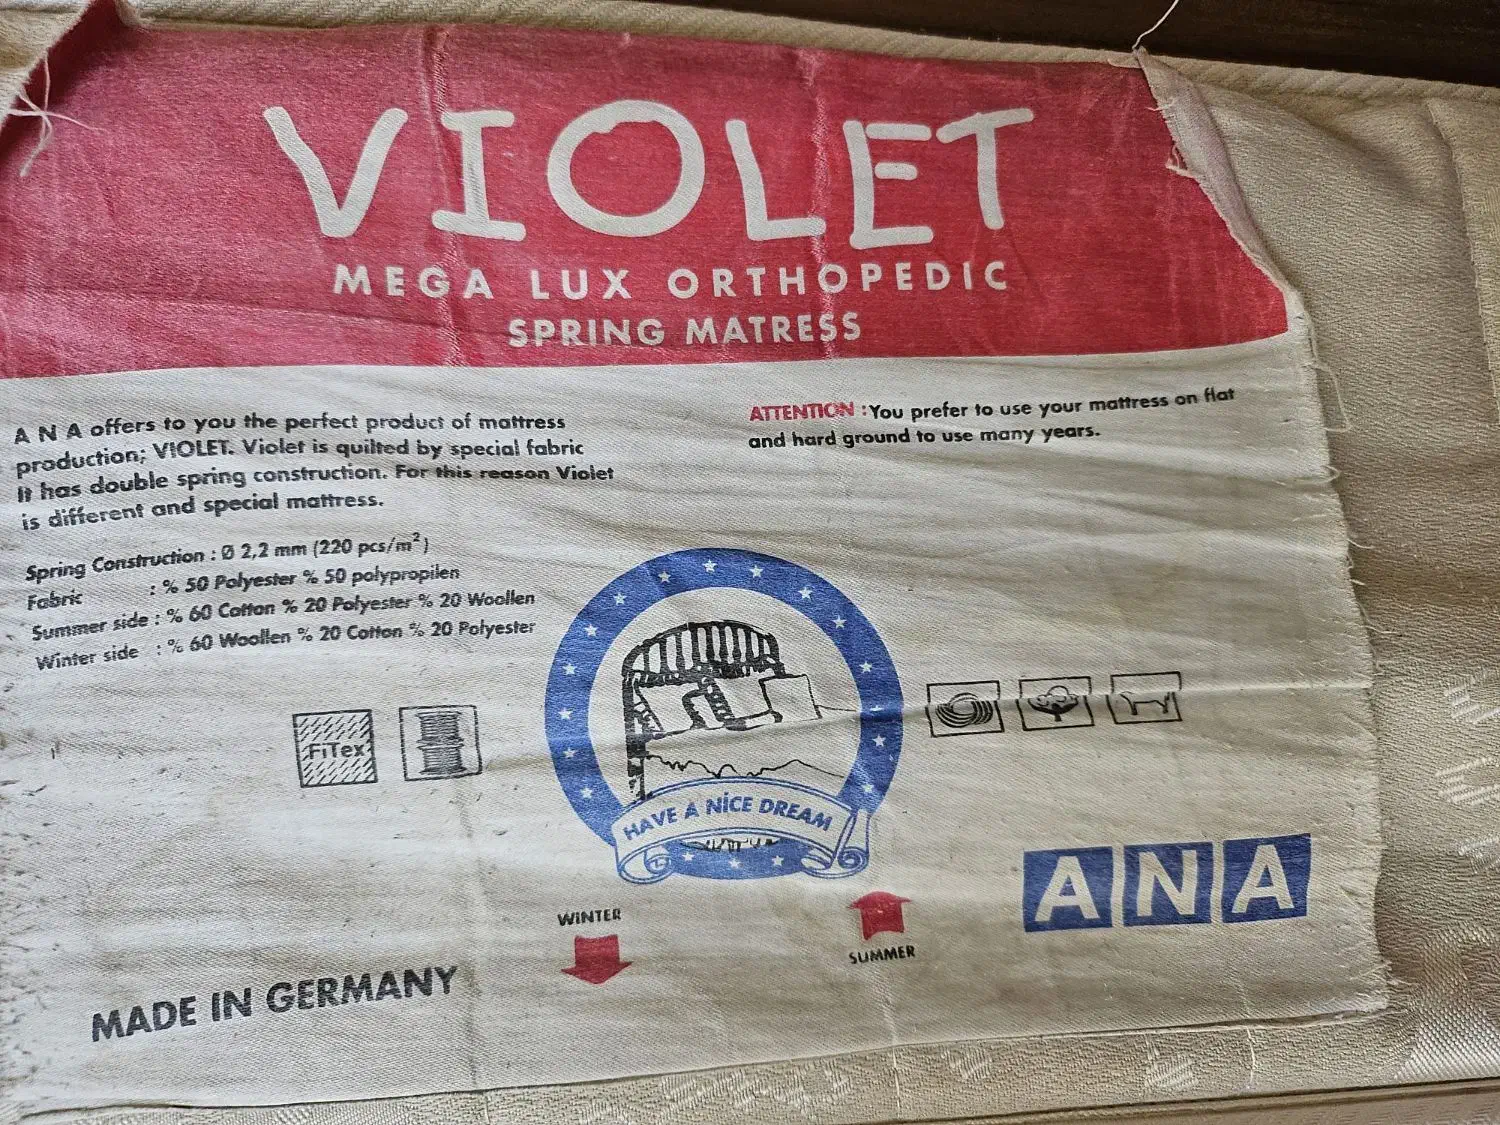 VIOLET
MEGA LUX ORTHOPEDIC
SPRING MATRESS
A N A offers to you the perfect product of mattress
production; VIOLET. Violet is quilted by special fabric
It has double spring construction. For this reason Violet
is different and special mattress.
ATTENTION : You prefer to use your mattress on flat
and hard ground to use many years.
Spring Construction : Ø 2,2 mm (220 pcs/m²)
Fabric : % 50 Polyester % 50 polypropilen
Summer side : % 60 Cotton % 20 Polyester % 20 Woollen
Winter side : % 60 Woollen % 20 Cotton % 20 Polyester
FiTex
HAVE A NİCE DREAM
WINTER
SUMMER
ANA
MADE IN GERMANY